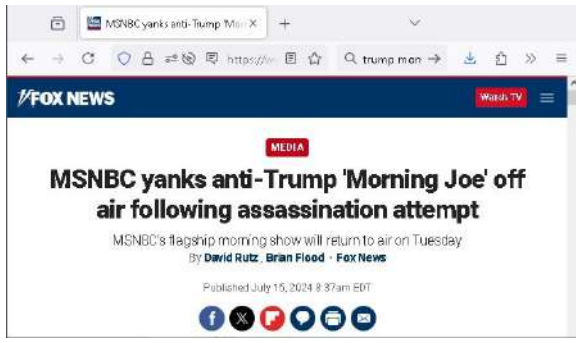 MSNBC yanks anti-Trump 'Mor
https://w
trump mon
FOX NEWS
Watch TV
MEDIA
MSNBC yanks anti-Trump 'Morning Joe' off
air following assassination attempt
MSNBC's flagship morning show will return to air on Tuesday
By David Rutz, Brian Flood · Fox News
Published July 15, 2024 8:37am EDT